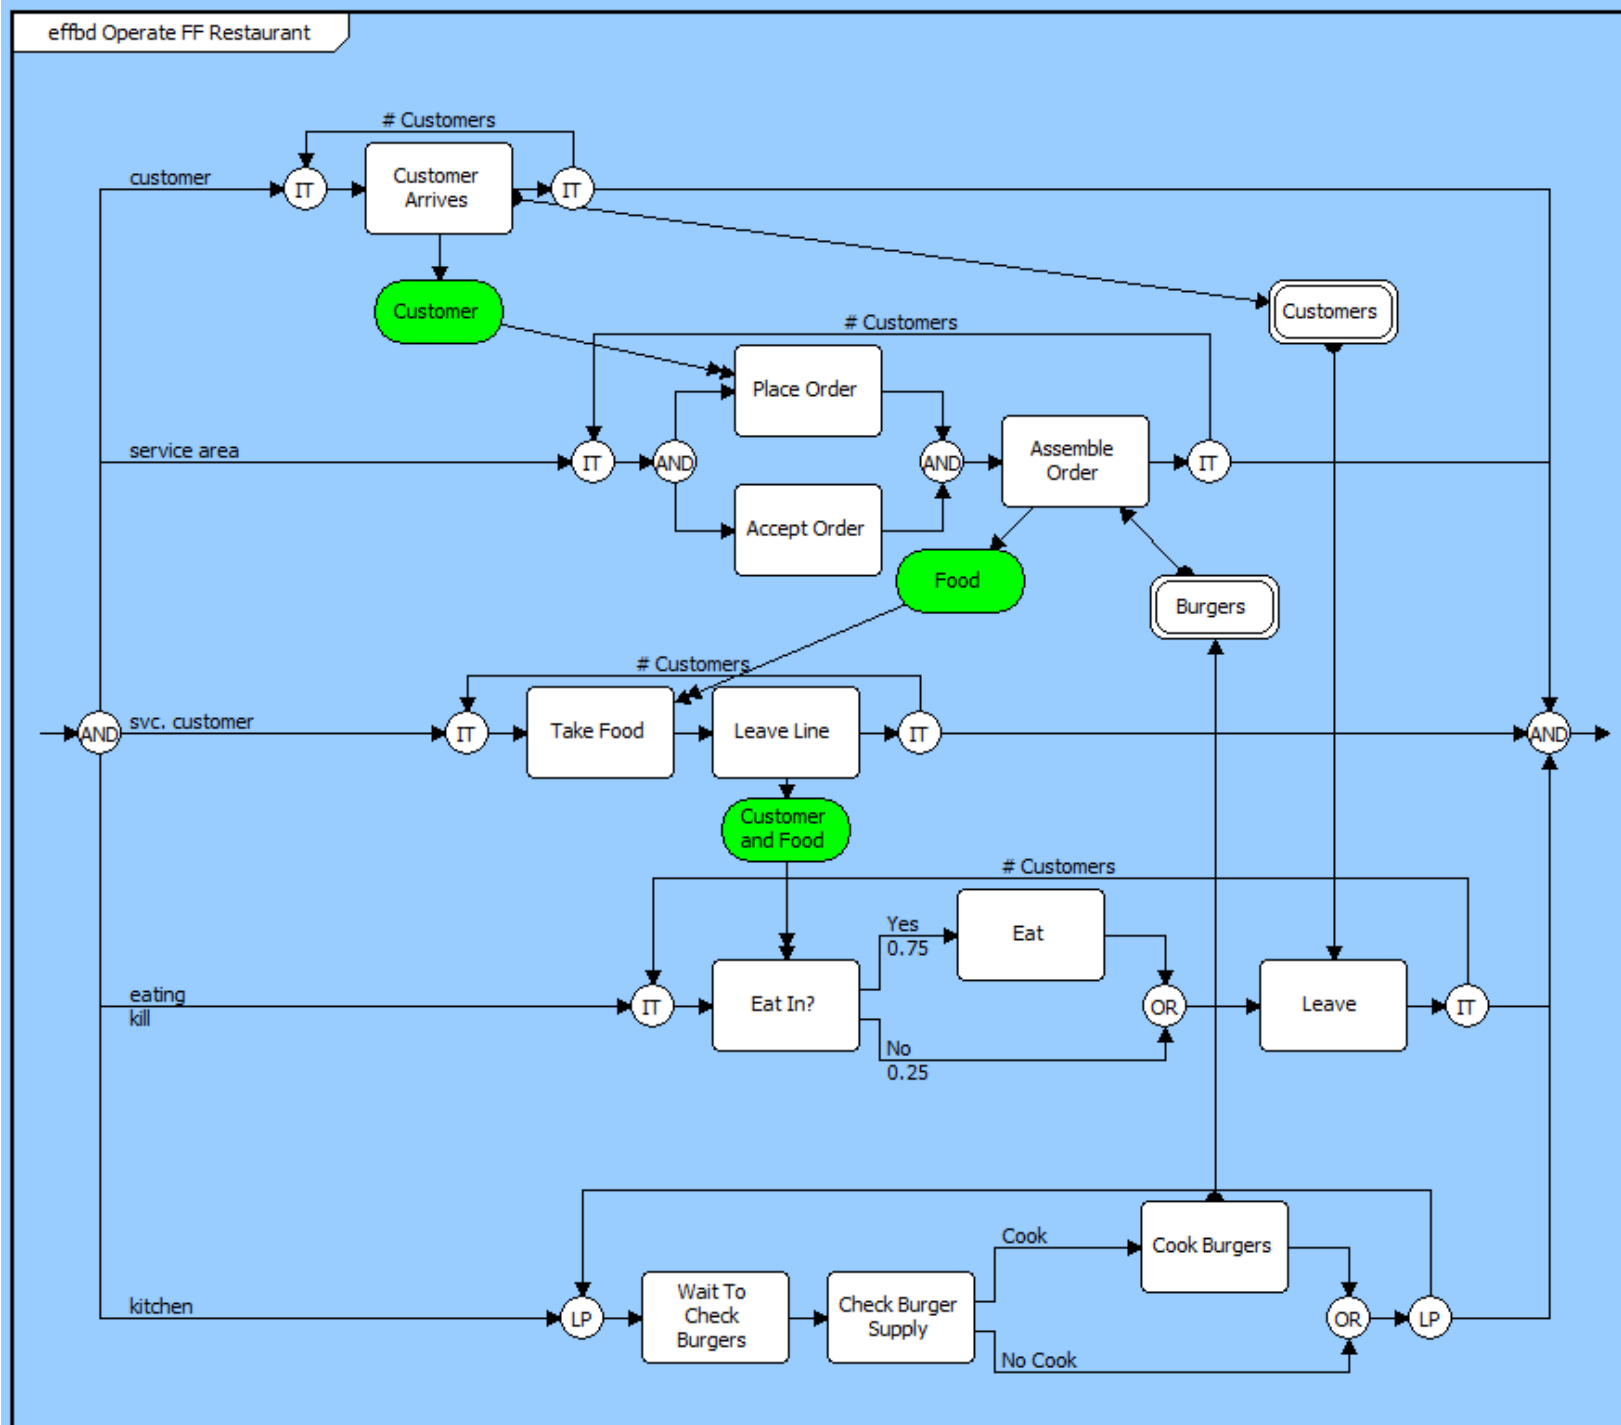 effbd Operate FF Restaurant
# Customers
customer
IT
Customer
Arrives
IT
Customer
Customers
# Customers
Place Order
service area
IT
AND
AND
Assemble
Order
IT
Accept Order
Food
Burgers
# Customers
AND
svc. customer
IT
Take Food
Leave Line
IT
AND
Customer
and Food
# Customers
Yes
0.75
Eat
eating
kill
IT
Eat In?
OR
Leave
IT
No
0.25
Cook
Cook Burgers
kitchen
LP
Wait To
Check
Burgers
Check Burger
Supply
OR
LP
No Cook